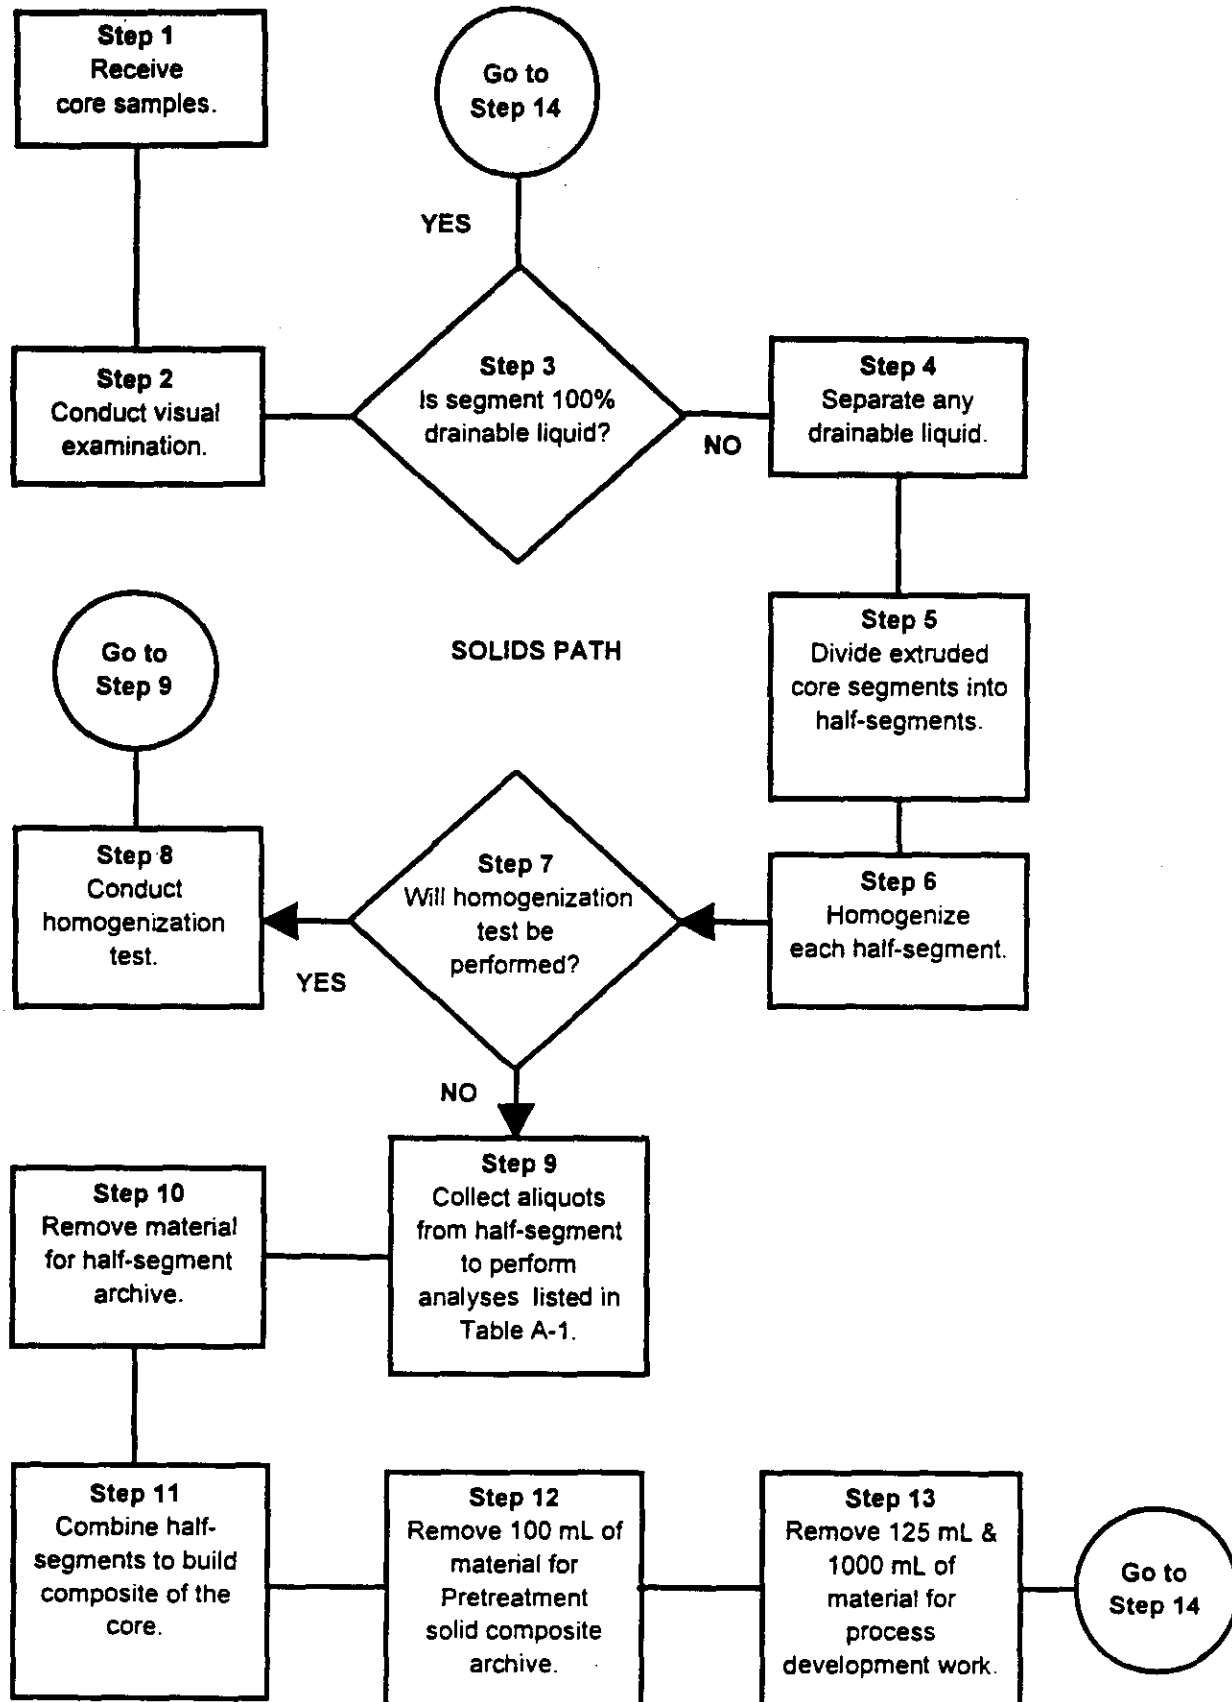 Step 1
Receive
core samples.
Go to
Step 14
YES
Step 2
Conduct visual
examination.
Step 3
Is segment 100%
drainable liquid?
NO
Step 4
Separate any
drainable liquid.
Step 5
Divide extruded
core segments into
half-segments.
SOLIDS PATH
Go to
Step 9
Step 6
Homogenize
each half-segment.
Step 7
Will homogenization
test be
performed?
YES
Step 8
Conduct
homogenization
test.
NO
Step 9
Collect aliquots
from half-segment
to perform
analyses listed in
Table A-1.
Step 10
Remove material
for half-segment
archive.
Step 11
Combine half-
segments to build
composite of the
core.
Step 12
Remove 100 mL of
material for
Pretreatment
solid composite
archive.
Step 13
Remove 125 mL &
1000 mL of
material for
process
development work.
Go to
Step 14